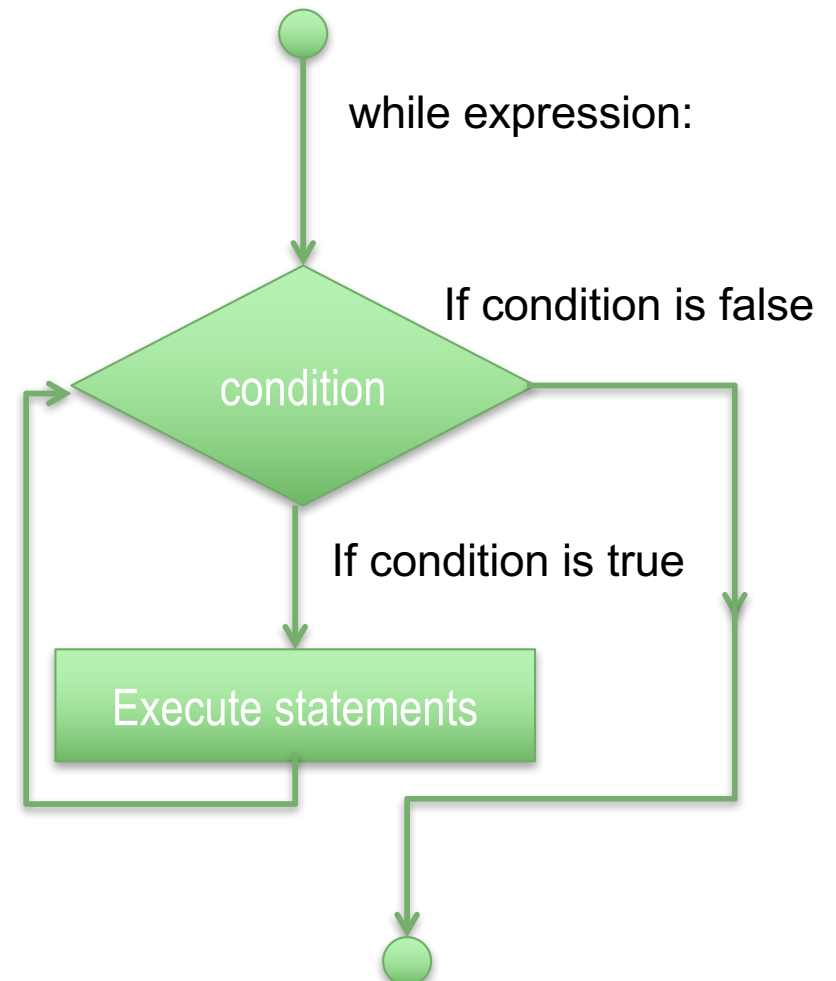 while expression:
If condition is false
condition
If condition is true
Execute statements